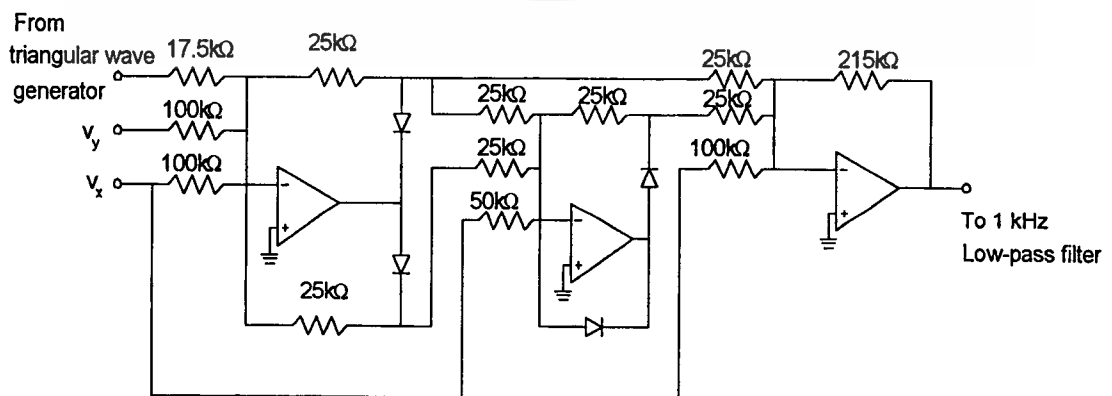 From
triangular wave
generator
17.5kΩ
25kΩ
25kΩ
215kΩ
100kΩ
25kΩ
25kΩ
25kΩ
vy
100kΩ
25kΩ
100kΩ
vx
50kΩ
-
+
-
+
-
+
25kΩ
To 1 kHz
Low-pass filter